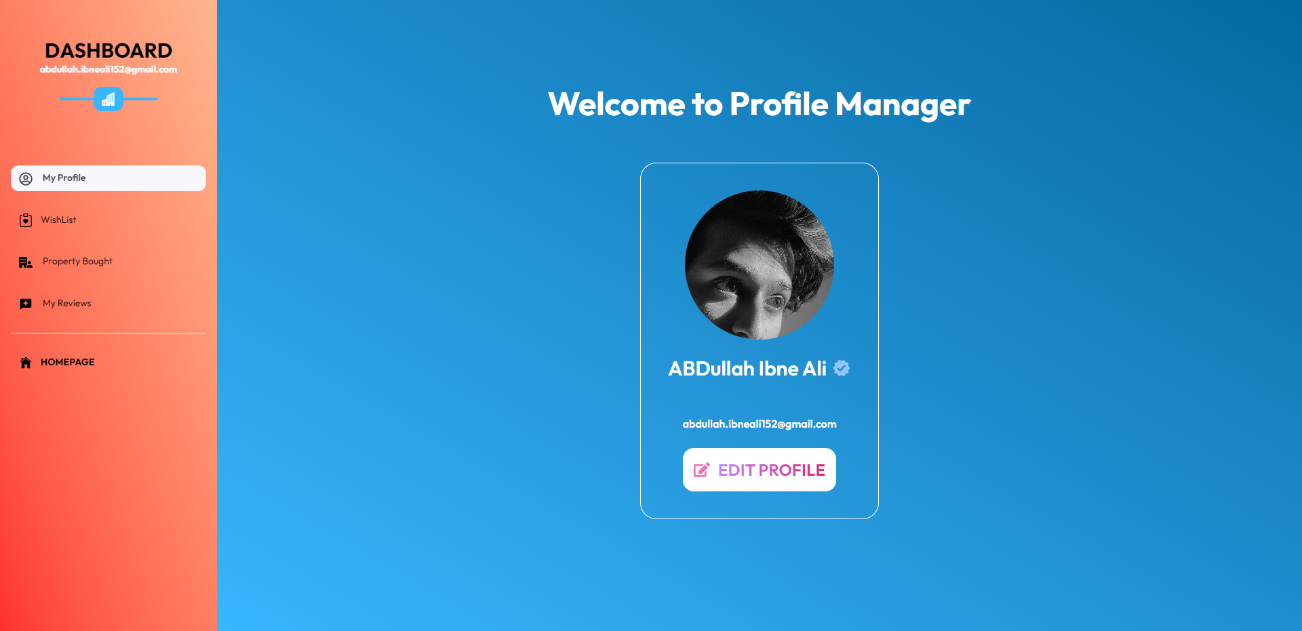 DASHBOARD
abdullah.ibneali152@gmail.com
My Profile
WishList
Property Bought
My Reviews
HOMEPAGE
Welcome to Profile Manager
ABDullah Ibne Ali
abdullah.ibneali152@gmail.com
EDIT PROFILE